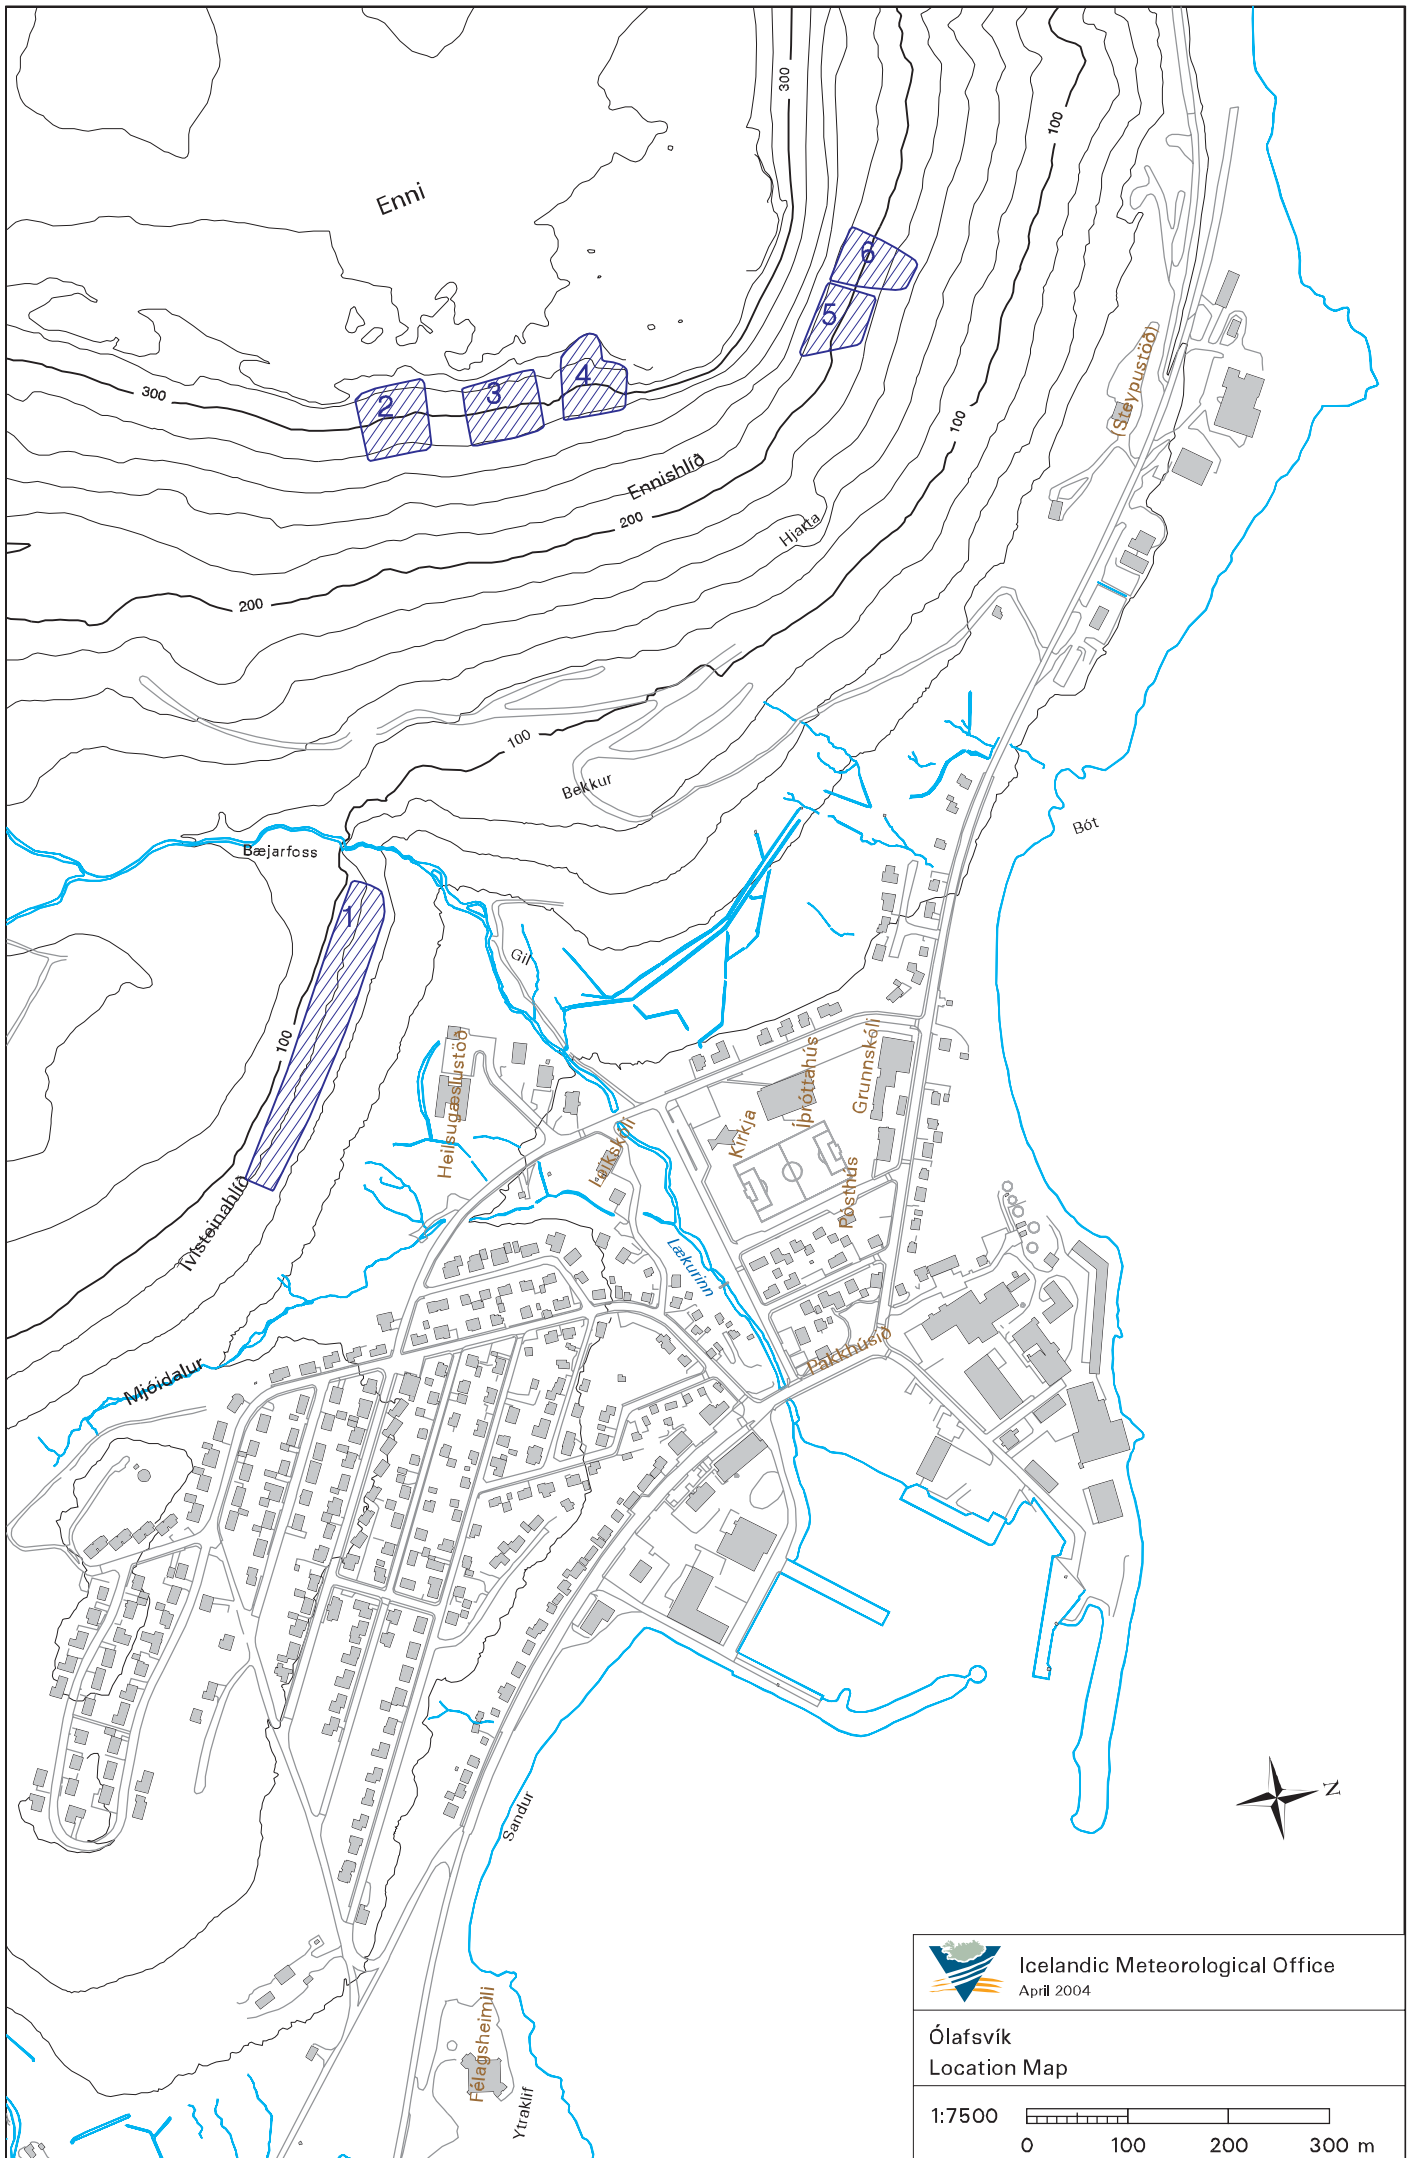 300
100
Enni
6
5
(Steypustöð)
4
3
2
300
100
Ennishlíð
200
Hjarta
200
100
Bekkur
Bót
Bæjarfoss
1
Gil
100
Heilsugæslustöð
Íþróttahús
Grunnskóli
Kirkja
Leikskóli
Pósthús
Tvísteinahlíð
Lækurinn
Pakkhúsið
Mjóidalur
N
Sandur
Félagsheimili
Ytraklif
Icelandic Meteorological Office
April 2004
Ólafsvík
Location Map
1:7500
0 100 200 300 m